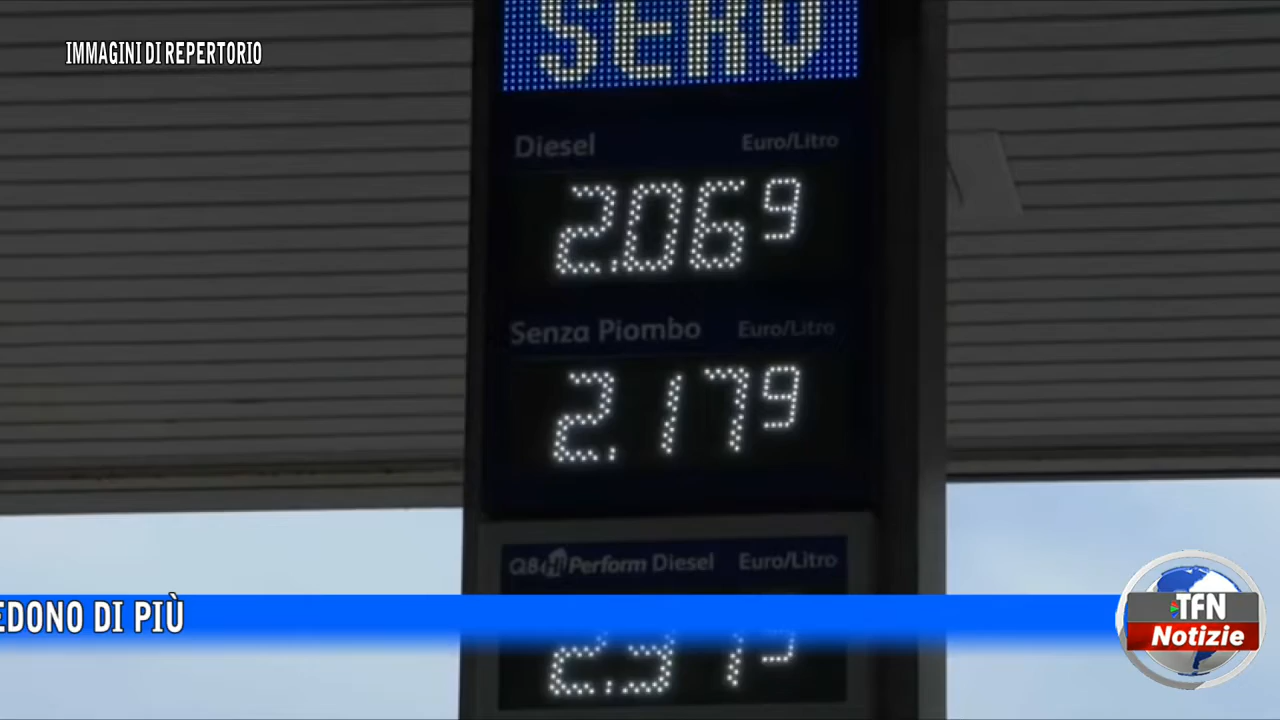 IMMAGINI DI REPERTORIO
SERV
Diesel Euro/Litro
2.069
Senza Piombo Euro/Litro
2.179
Q8 Hi Perform Diesel Euro/Litro
EDONO DI PIÙ
TFN
Notizie